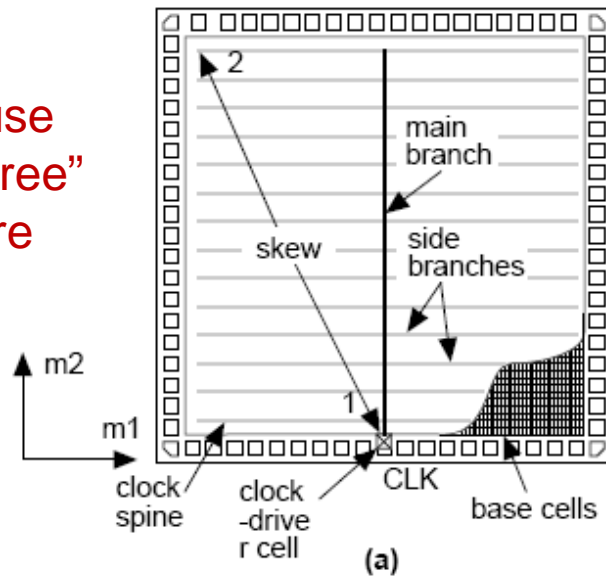 use
ree”
re
2
main
branch
skew
side
branches
m2
1
m1
clock
spine
clock
-drive
r cell
CLK
base cells
(a)